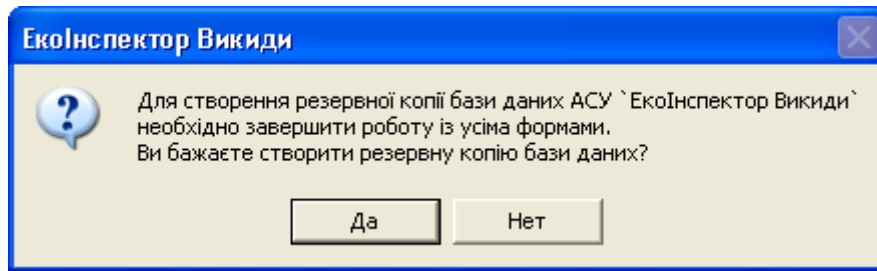 ЕкоІнспектор Викиди
Для створення резервної копії бази даних АСУ `ЕкоІнспектор Викиди`
необхідно завершити роботу із усіма формами.
Ви бажаєте створити резервну копію бази даних?
Да
Нет